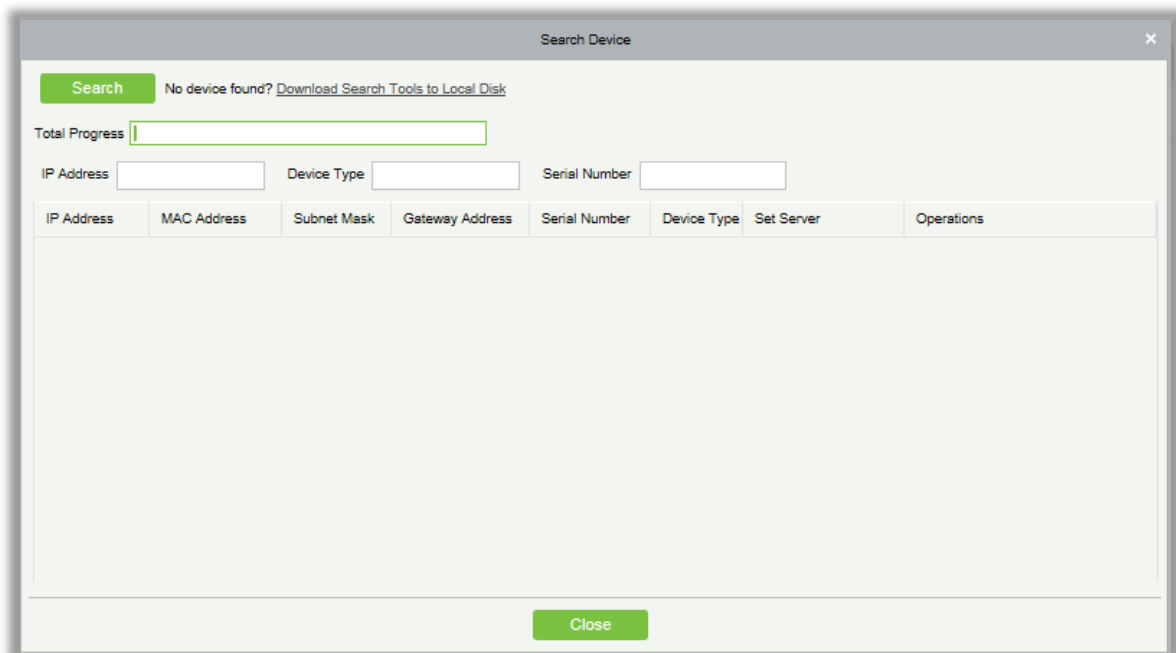 Search Device
Search No device found? Download Search Tools to Local Disk
Total Progress
IP Address Device Type Serial Number
IP Address MAC Address Subnet Mask Gateway Address Serial Number Device Type Set Server Operations
Close